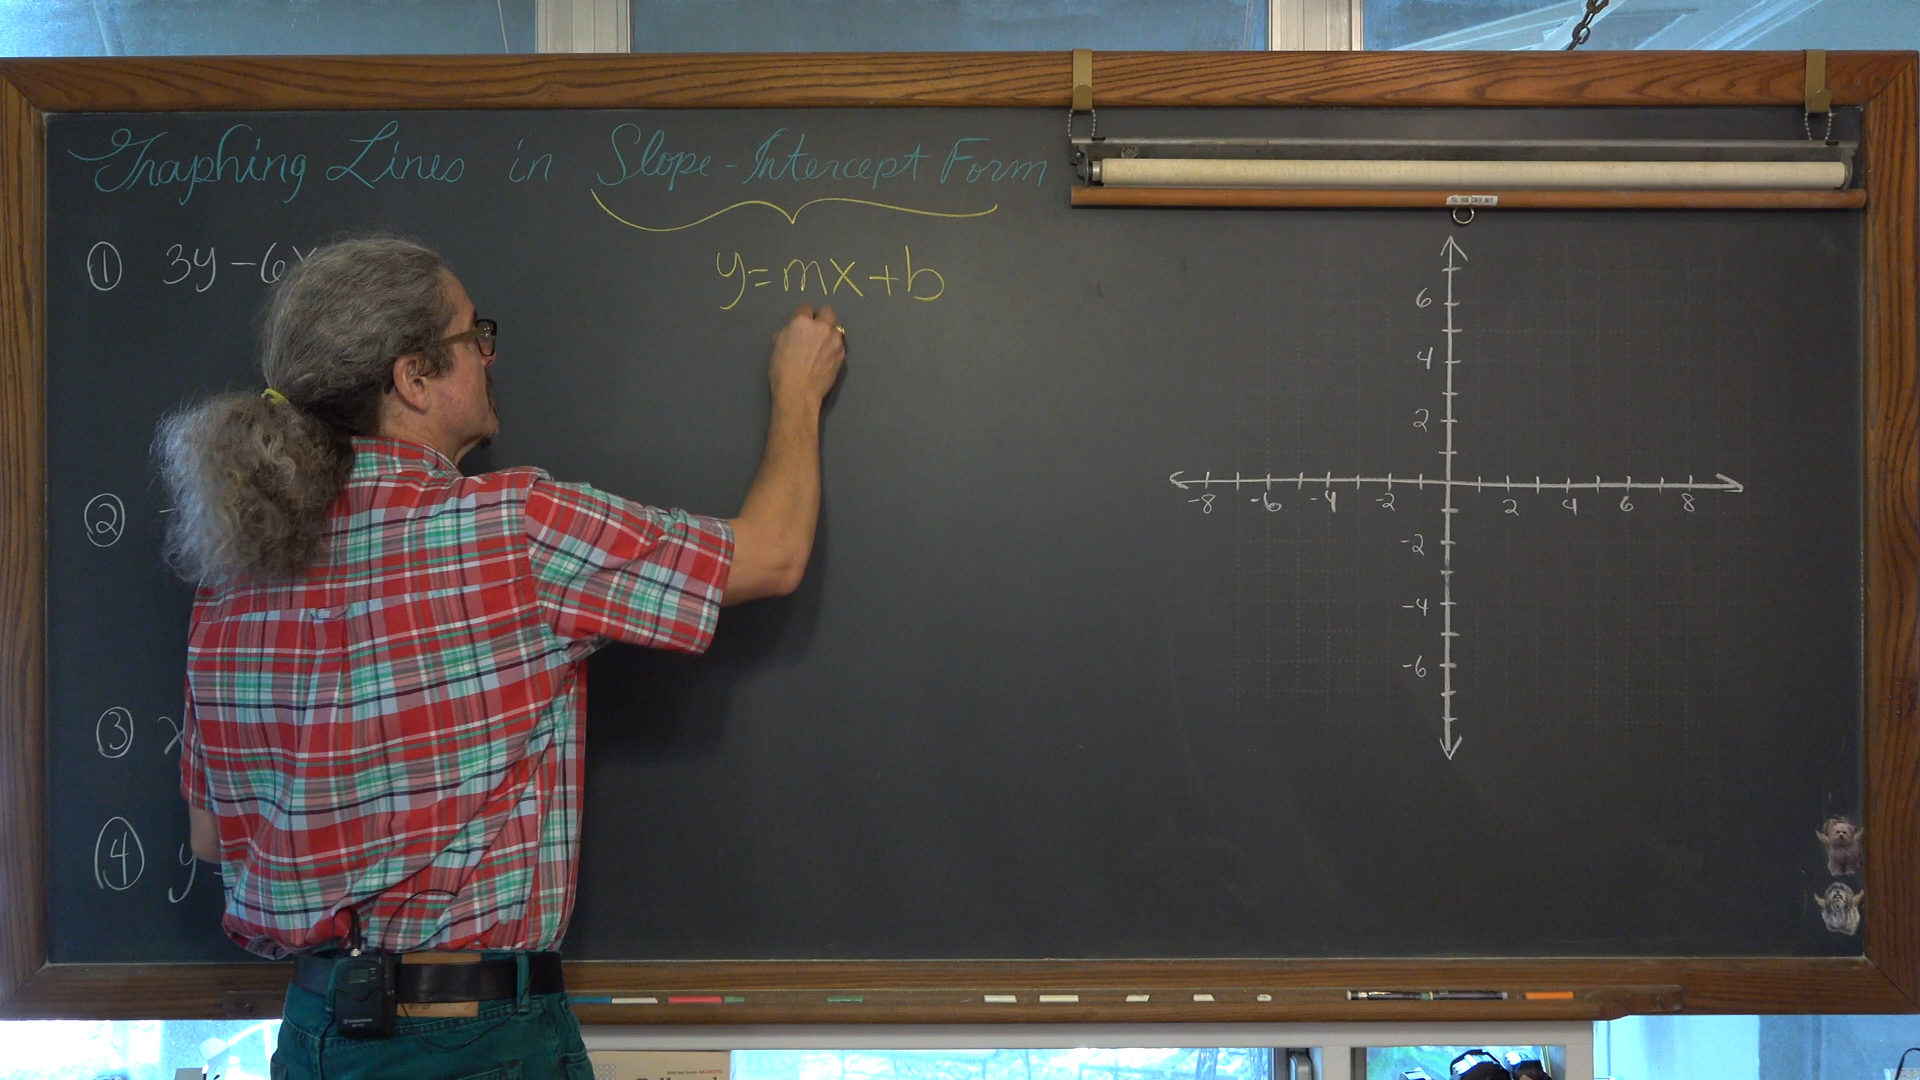 Graphing Lines in Slope-Intercept Form
① 3y-6x
y=mx+b
②
③ x
④ y
6
4
2
-8 -6 -4 -2 2 4 6 8
-2
-4
-6